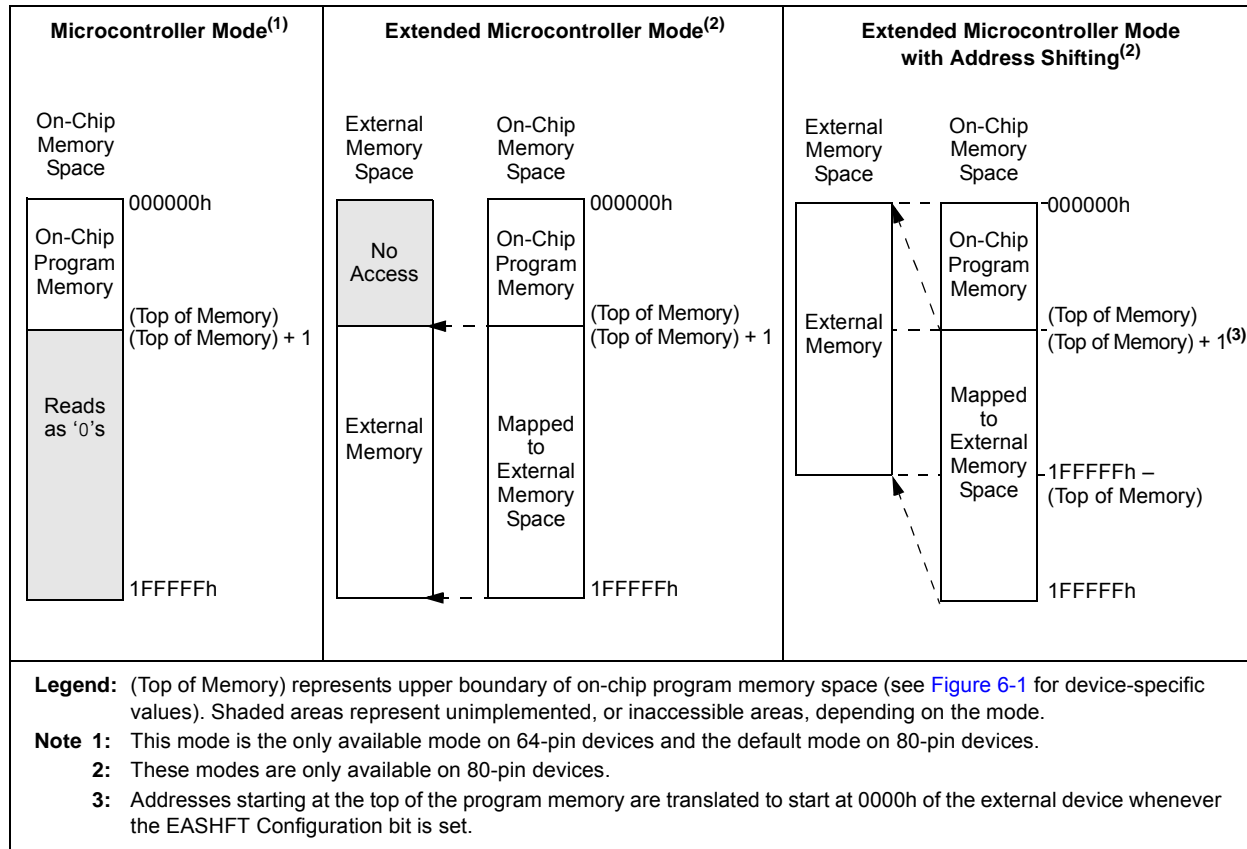 Microcontroller Mode(1)
On-Chip
Memory
Space
000000h
On-Chip
Program
Memory
(Top of Memory)
(Top of Memory) + 1
Reads
as ‘0’s
1FFFFFh
Extended Microcontroller Mode(2)
External
Memory
Space
On-Chip
Memory
Space
000000h
No
Access
On-Chip
Program
Memory
(Top of Memory)
(Top of Memory) + 1
External
Memory
Mapped
to
External
Memory
Space
1FFFFFh
Extended Microcontroller Mode
with Address Shifting(2)
External
Memory
Space
On-Chip
Memory
Space
000000h
External
Memory
On-Chip
Program
Memory
(Top of Memory)
(Top of Memory) + 1(3)
Mapped
to
External
Memory
Space
1FFFFFh –
(Top of Memory)
1FFFFFh
Legend: (Top of Memory) represents upper boundary of on-chip program memory space (see Figure 6-1 for device-specific
values). Shaded areas represent unimplemented, or inaccessible areas, depending on the mode.
Note 1: This mode is the only available mode on 64-pin devices and the default mode on 80-pin devices.
2: These modes are only available on 80-pin devices.
3: Addresses starting at the top of the program memory are translated to start at 0000h of the external device whenever
the EASHFT Configuration bit is set.